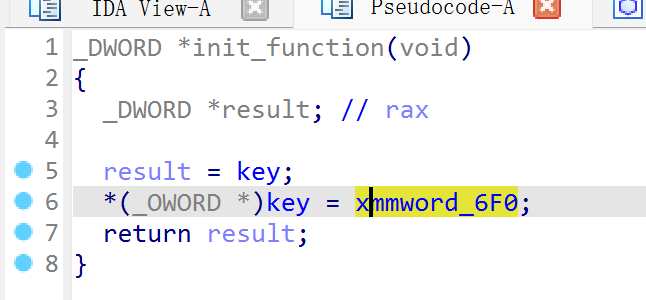 IDA View-A Pseudocode-A
1 _DWORD *init_function(void)
2 {
3 _DWORD *result; // rax
4
5 result = key;
6 *(_OWORD *)key = xmmword_6F0;
7 return result;
8 }